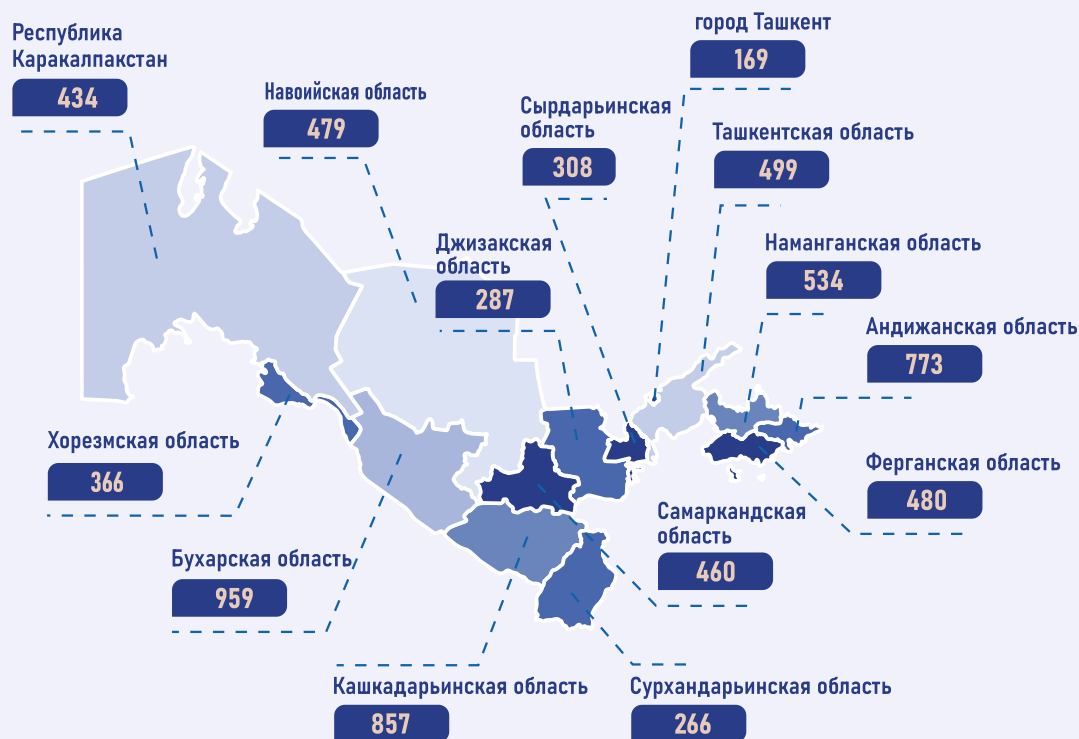 Республика
Каракалпакстан
434
Навоийская область
479
город Ташкент
169
Сырдарьинская
область
308
Ташкентская область
499
Джизакская
область
287
Наманганская область
534
Андижанская область
773
Хорезмская область
366
Ферганская область
480
Самаркандская
область
460
Бухарская область
959
Кашкадарьинская область
857
Сурхандарьинская область
266